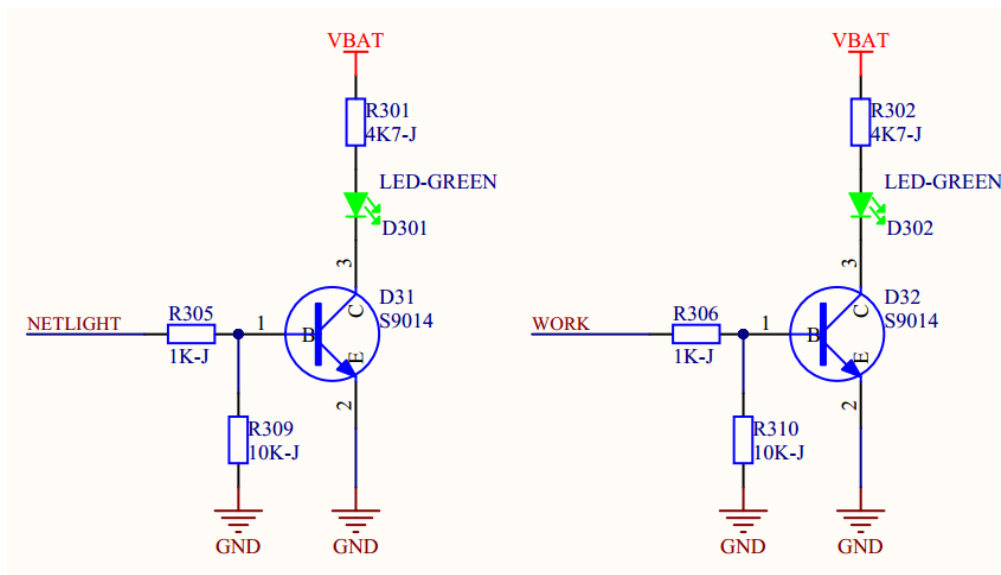 VBAT
R301
4K7-J
LED-GREEN
D301
3
D31
S9014
C
B
E
1
2
NETLIGHT
R305
1K-J
R309
10K-J
GND
GND
VBAT
R302
4K7-J
LED-GREEN
D302
3
D32
S9014
C
B
E
1
2
WORK
R306
1K-J
R310
10K-J
GND
GND